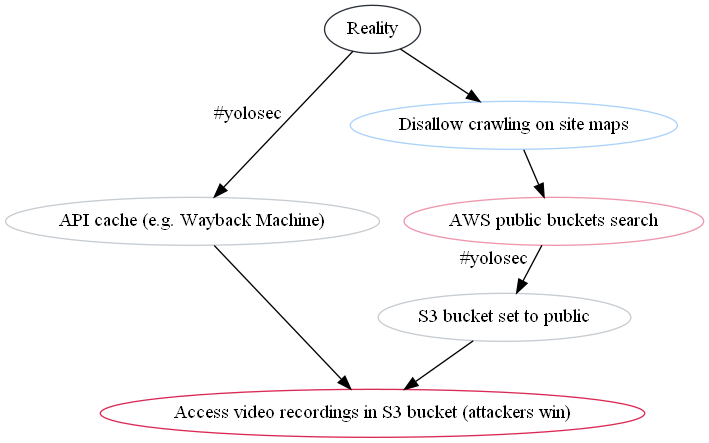 Reality
#yolosec
Disallow crawling on site maps
API cache (e.g. Wayback Machine)
AWS public buckets search
#yolosec
S3 bucket set to public
Access video recordings in S3 bucket (attackers win)